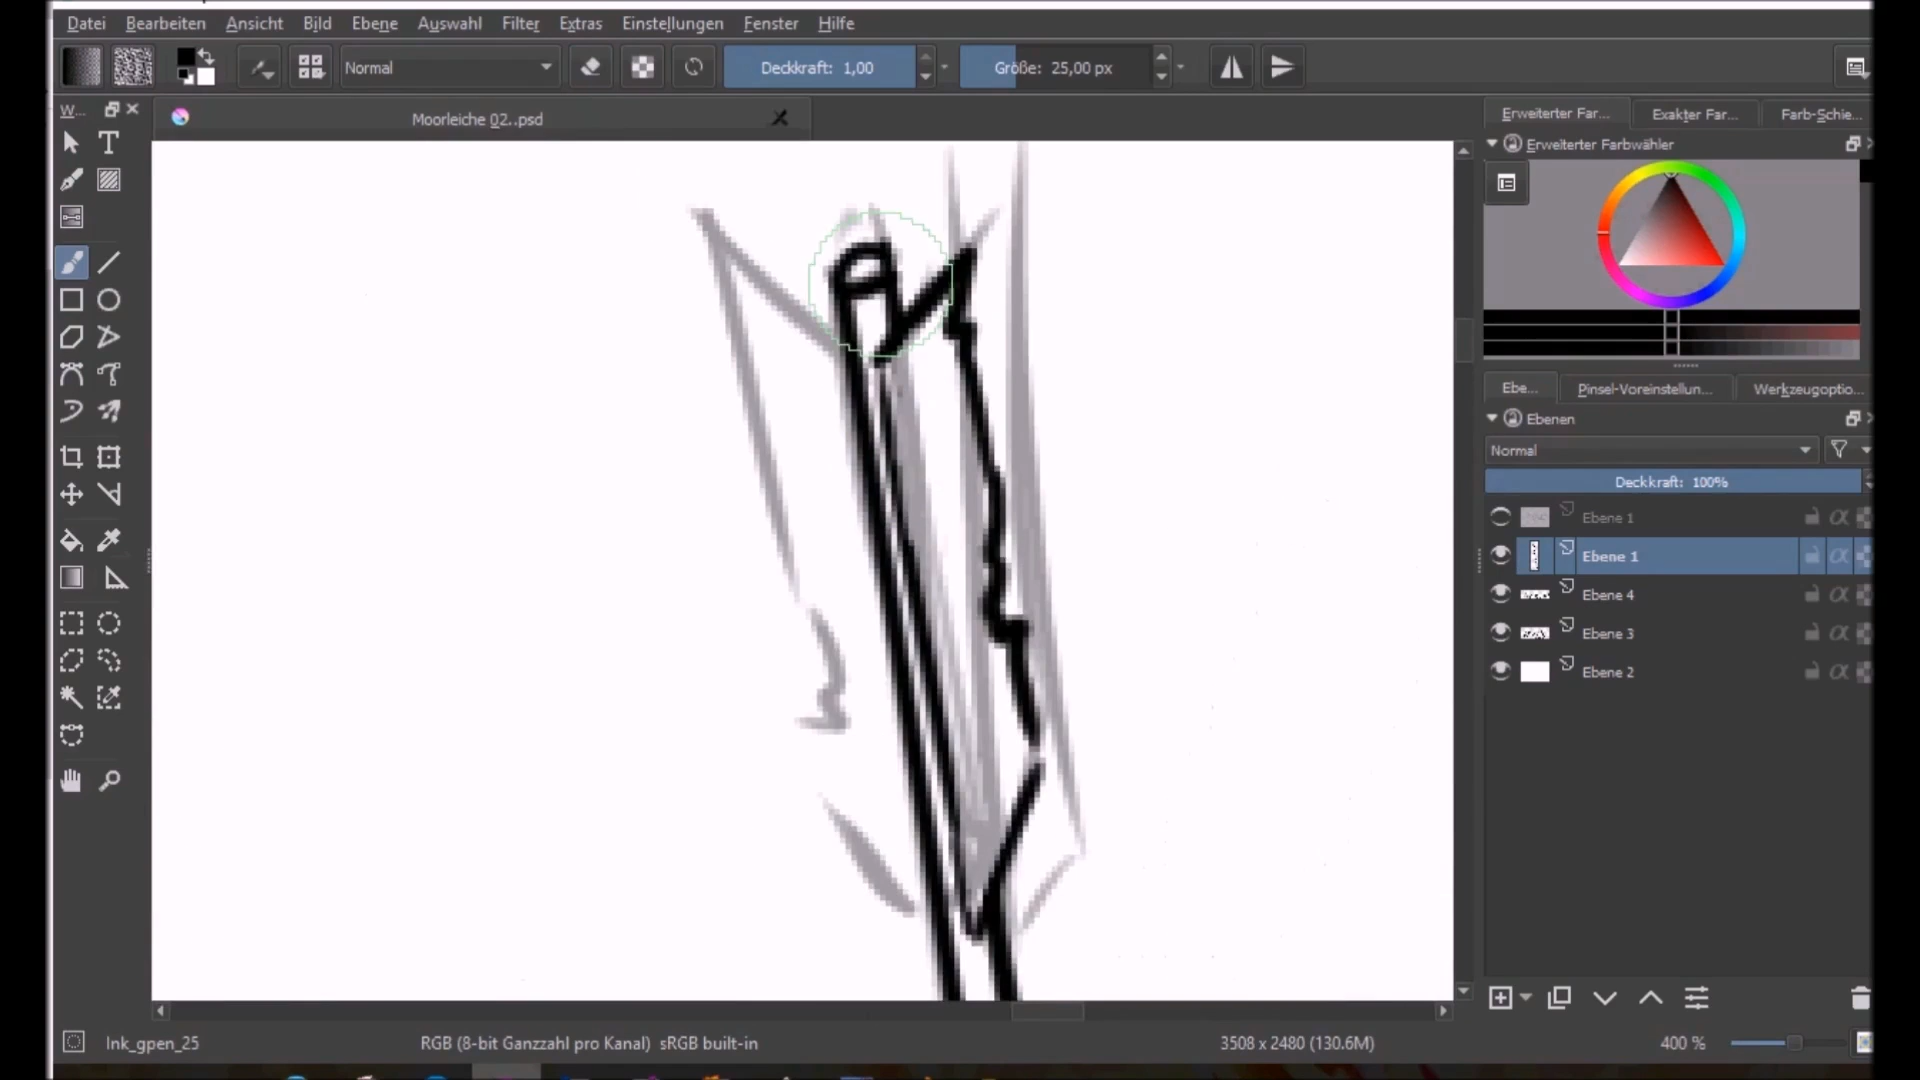 Datei Bearbeiten Ansicht Bild Ebene Auswahl Filter Extras Einstellungen Fenster Hilfe
Normal Deckkraft: 1,00 Größe: 25,00 px
W...
Moorleiche 02..psd
Erweiterter Far... Exakter Far... Farb-Schie...
Erweiterter Farbwähler
Ebe... Pinsel-Voreinstellun... Werkzeugoptio...
Ebenen
Normal
Deckkraft: 100%
Ebene 1
Ebene 1
Ebene 4
Ebene 3
Ebene 2
Ink_gpen_25 RGB (8-bit Ganzzahl pro Kanal) sRGB built-in 3508 x 2480 (130.6M) 400 %